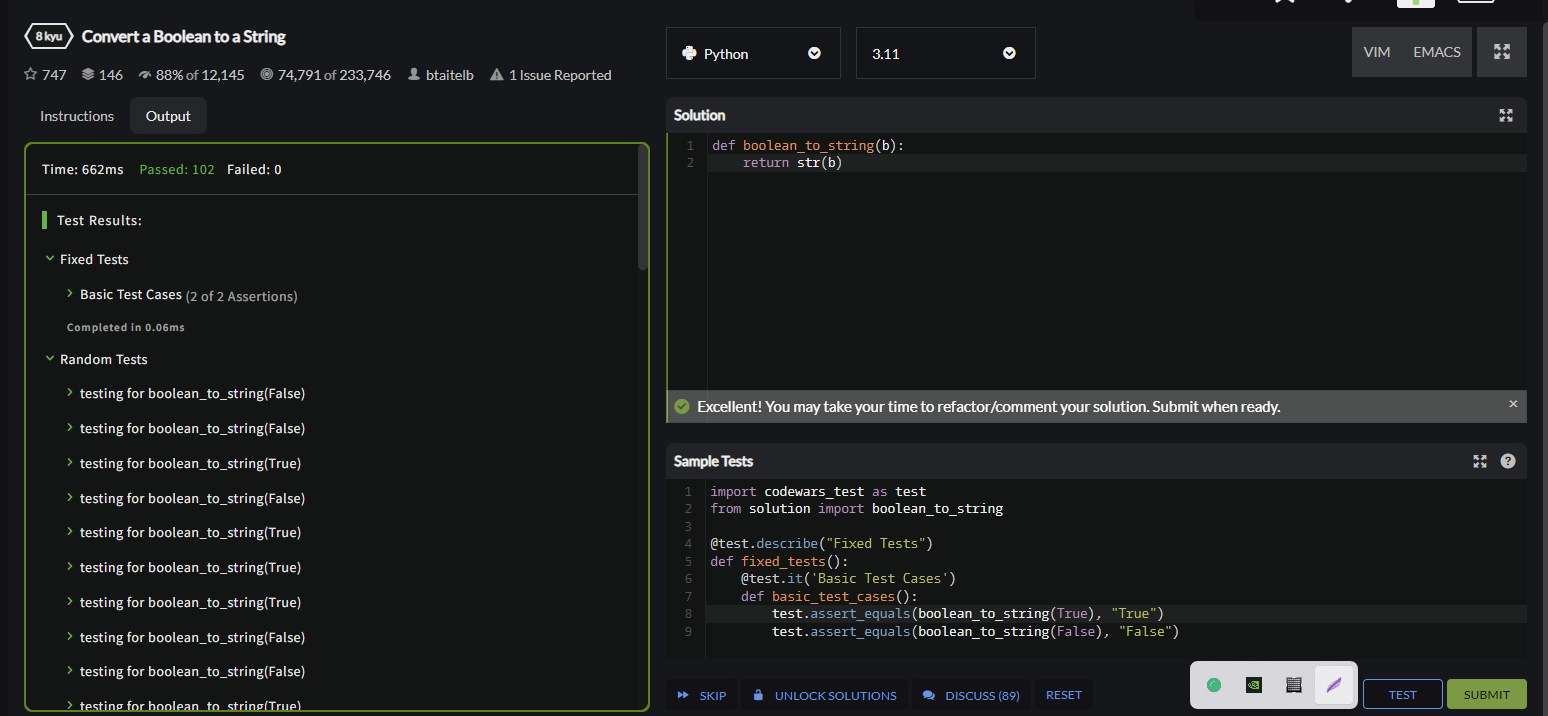 8 kyu Convert a Boolean to a String
747 146 88% of 12,145 74,791 of 233,746 btaitelb 1 Issue Reported
Instructions Output
Time: 662ms Passed: 102 Failed: 0
Test Results:
Fixed Tests
Basic Test Cases (2 of 2 Assertions)
Completed in 0.06ms
Random Tests
testing for boolean_to_string(False)
testing for boolean_to_string(False)
testing for boolean_to_string(True)
testing for boolean_to_string(False)
testing for boolean_to_string(True)
testing for boolean_to_string(True)
testing for boolean_to_string(True)
testing for boolean_to_string(False)
testing for boolean_to_string(False)
testing for boolean_to_string(True)
Python 3.11 VIM EMACS
Solution
1 def boolean_to_string(b):
2     return str(b)
Excellent! You may take your time to refactor/comment your solution. Submit when ready. ×
Sample Tests ?
1 import codewars_test as test
2 from solution import boolean_to_string
3
4 @test.describe("Fixed Tests")
5 def fixed_tests():
6     @test.it('Basic Test Cases')
7     def basic_test_cases():
8         test.assert_equals(boolean_to_string(True), "True")
9         test.assert_equals(boolean_to_string(False), "False")
SKIP UNLOCK SOLUTIONS DISCUSS (89) RESET TEST SUBMIT